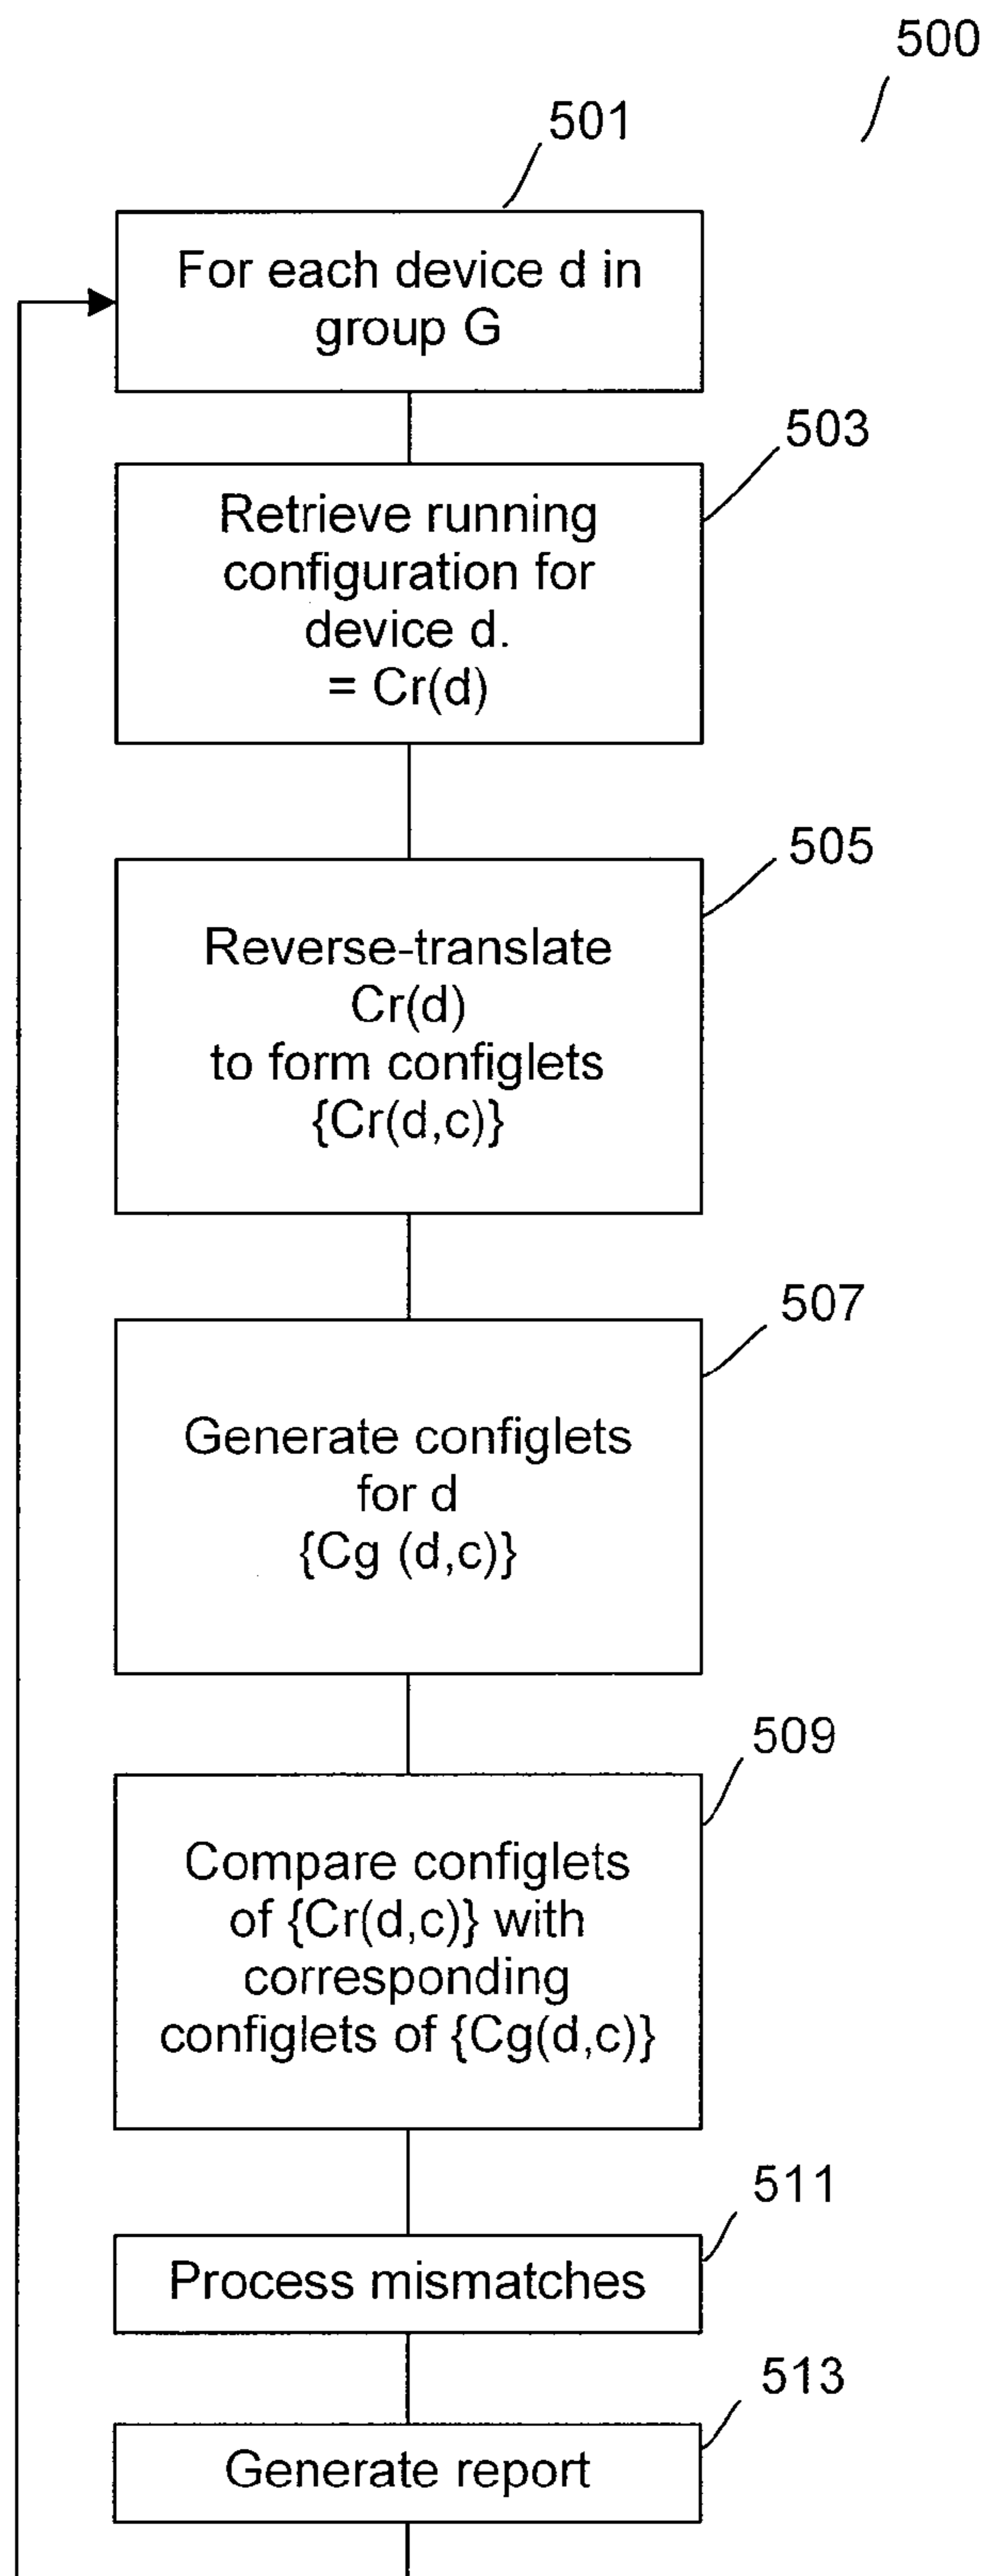 500
501
For each device d in
group G
503
Retrieve running
configuration for
device d.
= Cr(d)
505
Reverse-translate
Cr(d)
to form configlets
{Cr(d,c)}
507
Generate configlets
for d
{Cg (d,c)}
509
Compare configlets
of {Cr(d,c)} with
corresponding
configlets of {Cg(d,c)}
511
Process mismatches
513
Generate report